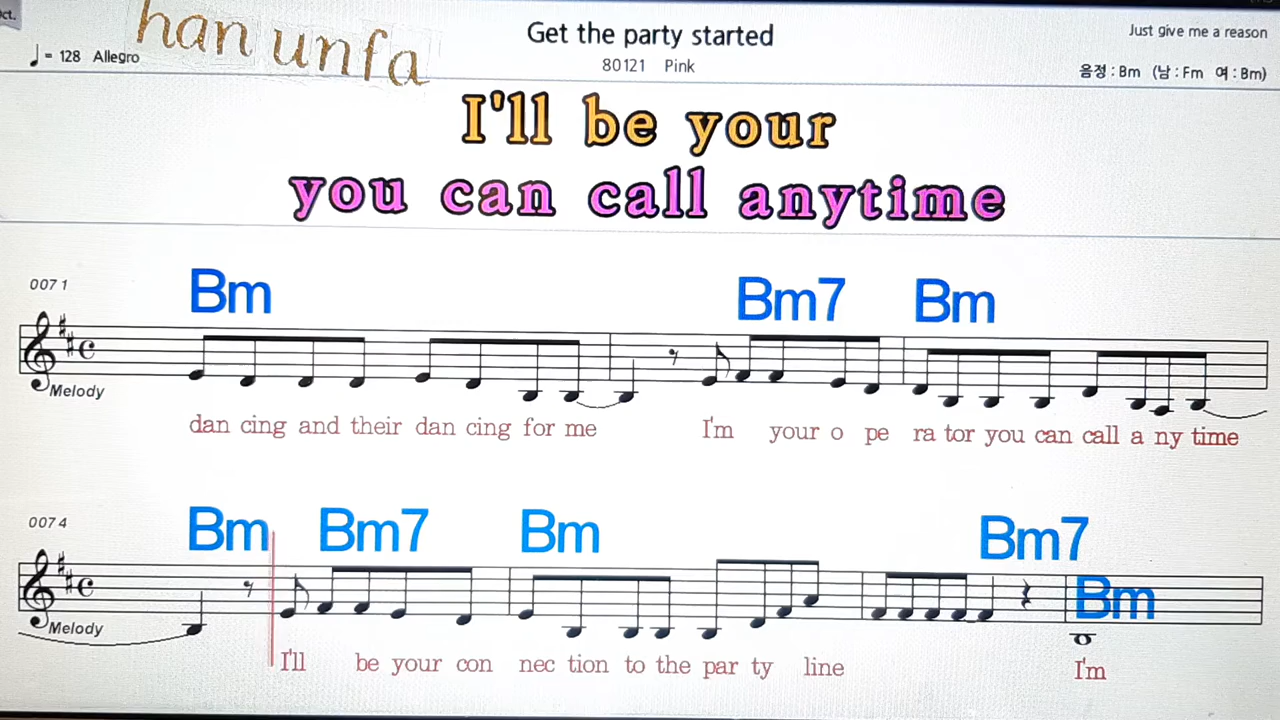 ct.
han unfa
Get the party started
Just give me a reason
♩ = 128 Allegro
80121 Pink
음정 : Bm (남 : Fm 여 : Bm)
I'll be your
you can call anytime
0071
Bm Bm7 Bm
Melody
dan cing and their dan cing for me I'm your o pe ra tor you can call a ny time
0074
Bm Bm7 Bm Bm7 Bm
Melody
I'll be your con nec tion to the par ty line I'm